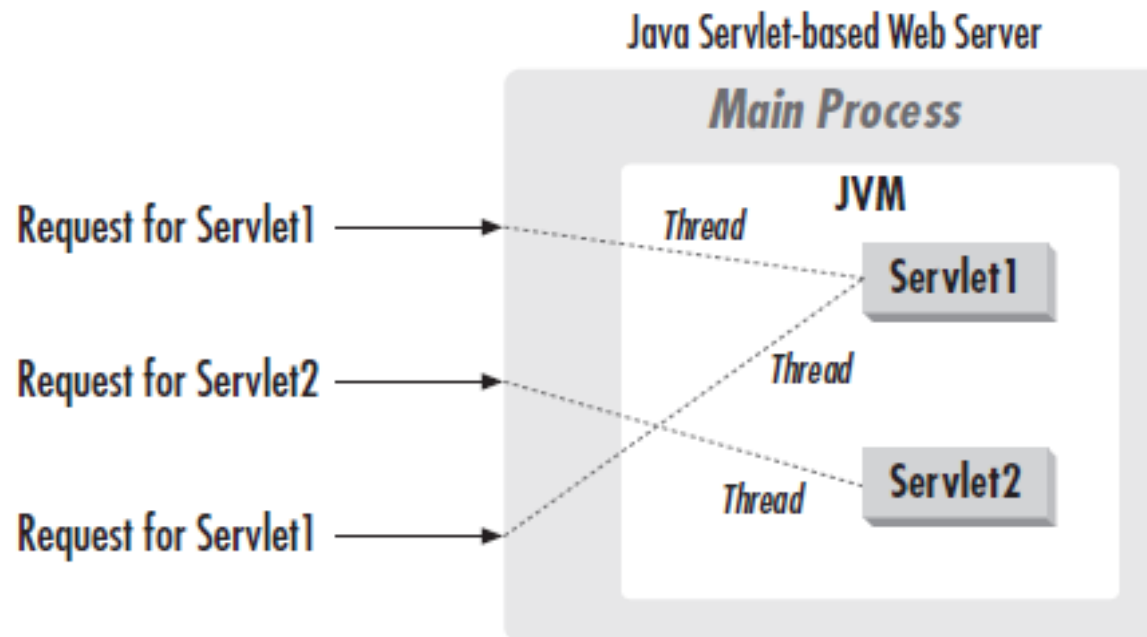 Java Servlet-based Web Server
Main Process
JVM
Request for Servlet1
Thread
Servlet1
Thread
Request for Servlet2
Thread
Servlet2
Request for Servlet1